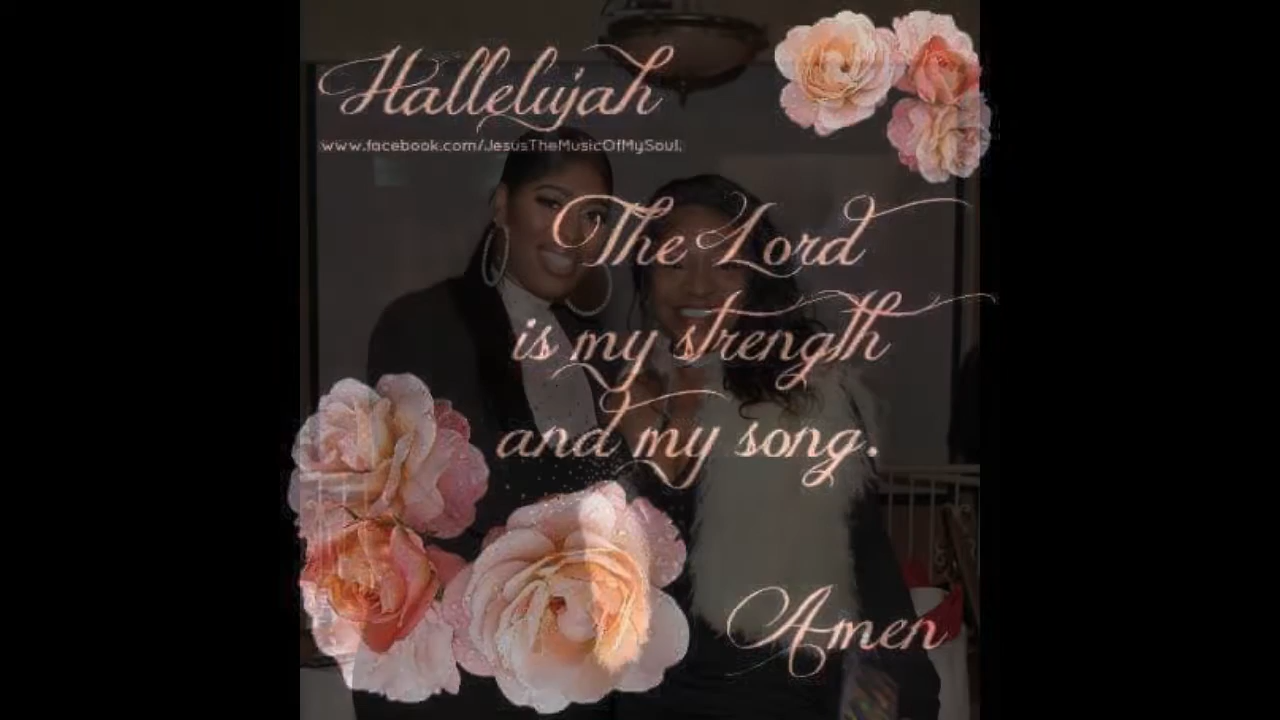 Hallelujah
www.facebook.com/JesusTheMusicOfMySoul.
The Lord
is my strength
and my song.
Amen